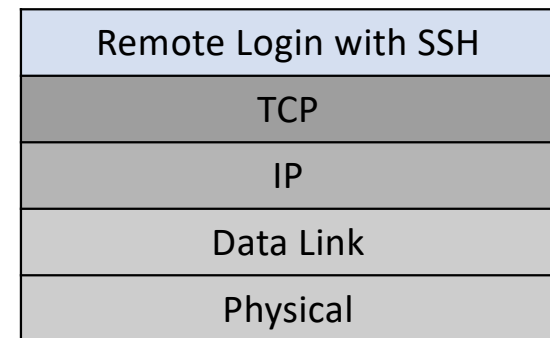 Remote Login with SSH
TCP
IP
Data Link
Physical